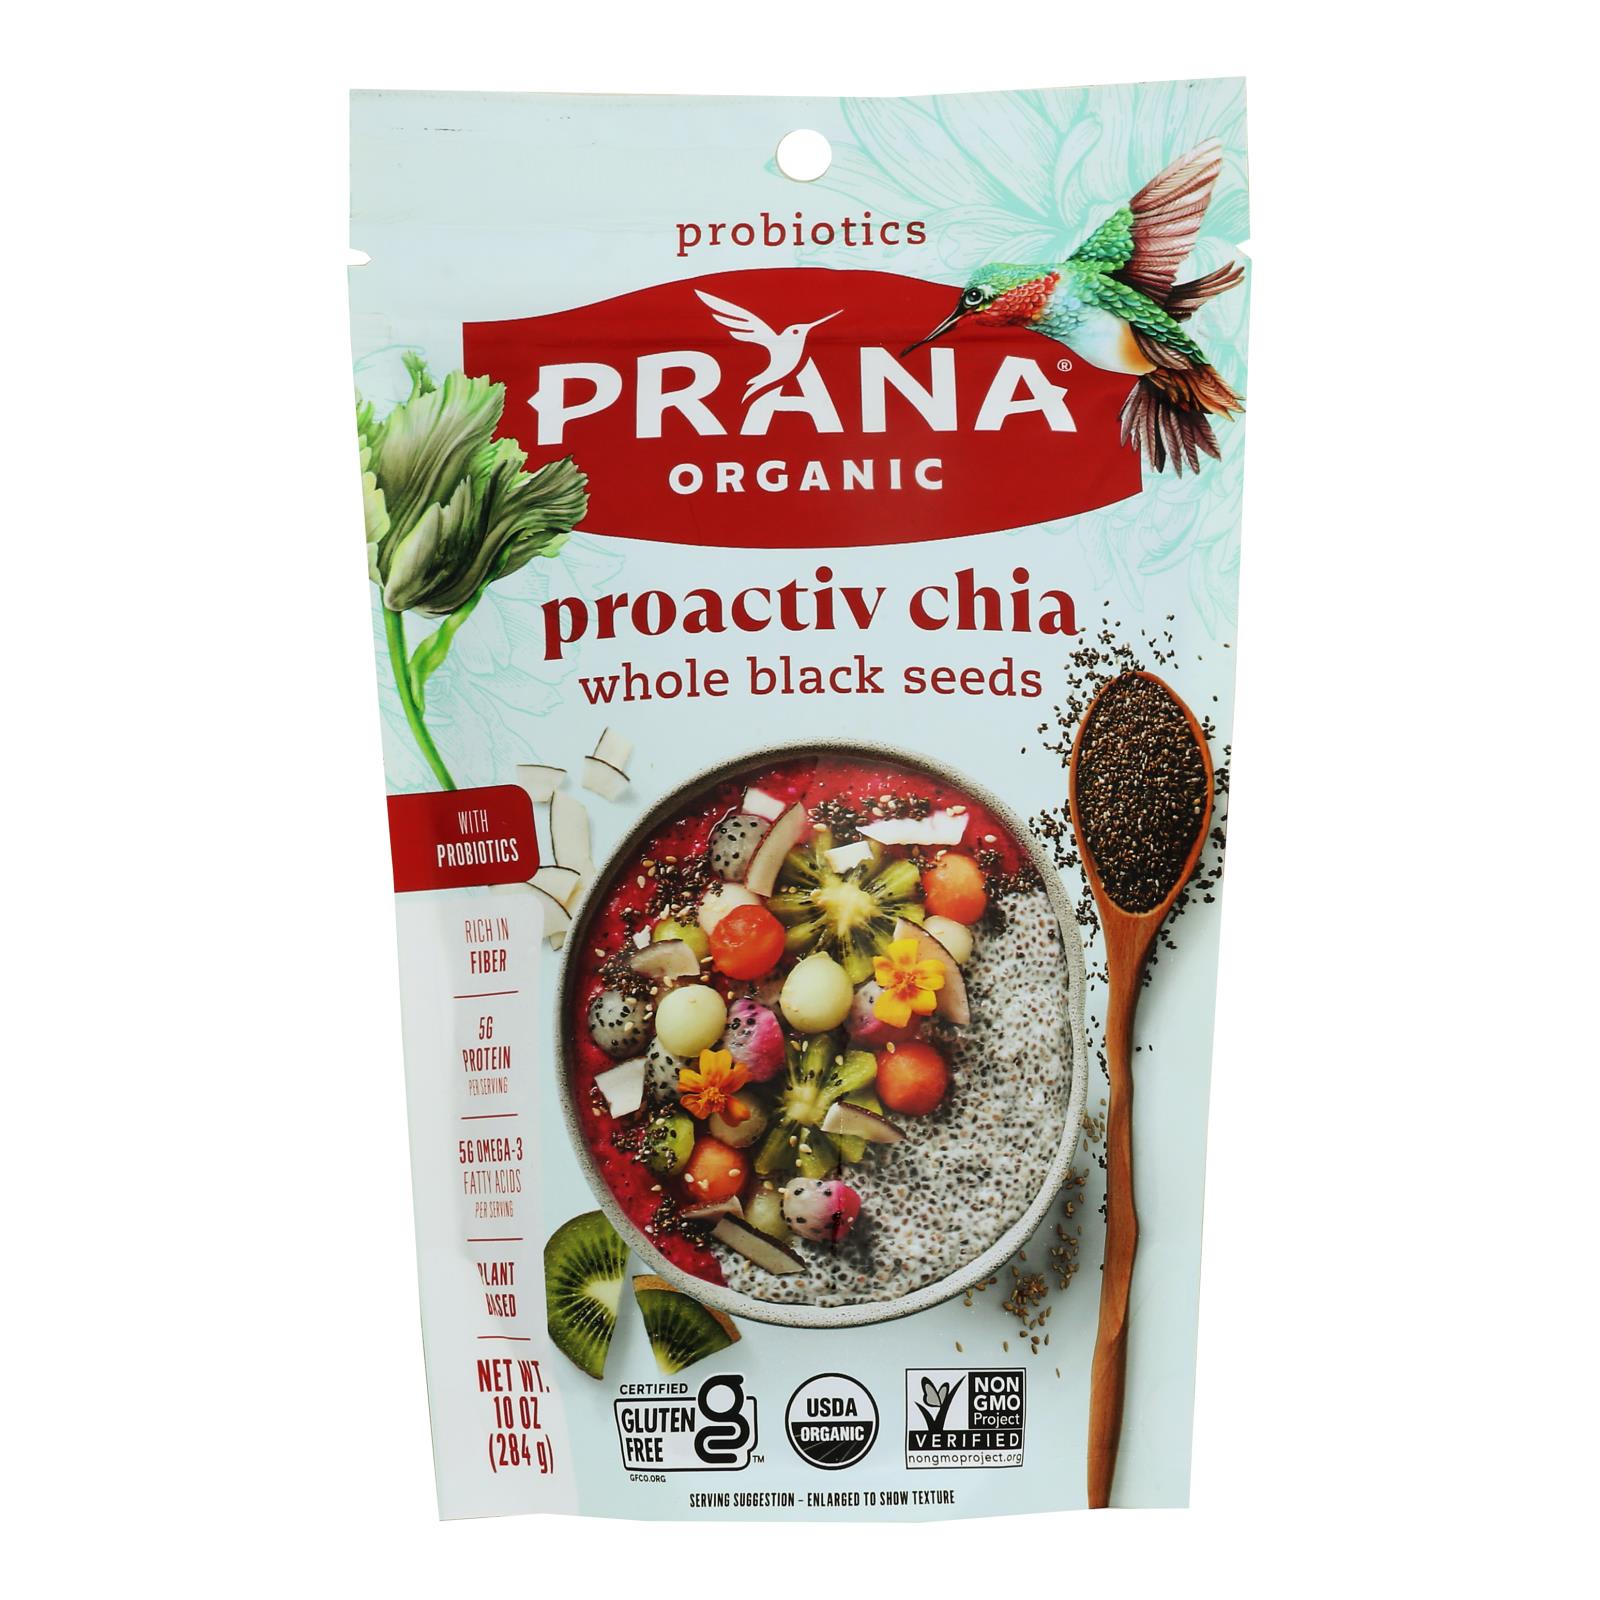 probiotics
PRANA®
ORGANIC
proactiv chia
whole black seeds
WITH
PROBIOTICS
RICH IN
FIBER
5G
PROTEIN
PER SERVING
5G OMEGA-3
FATTY ACIDS
PER SERVING
PLANT
BASED
NET WT.
10 OZ
(284 g)
CERTIFIED
GLUTEN
FREE
TM
GFCO.ORG
USDA
ORGANIC
NON
GMO
Project
VERIFIED
nongmoproject.org
SERVING SUGGESTION – ENLARGED TO SHOW TEXTURE